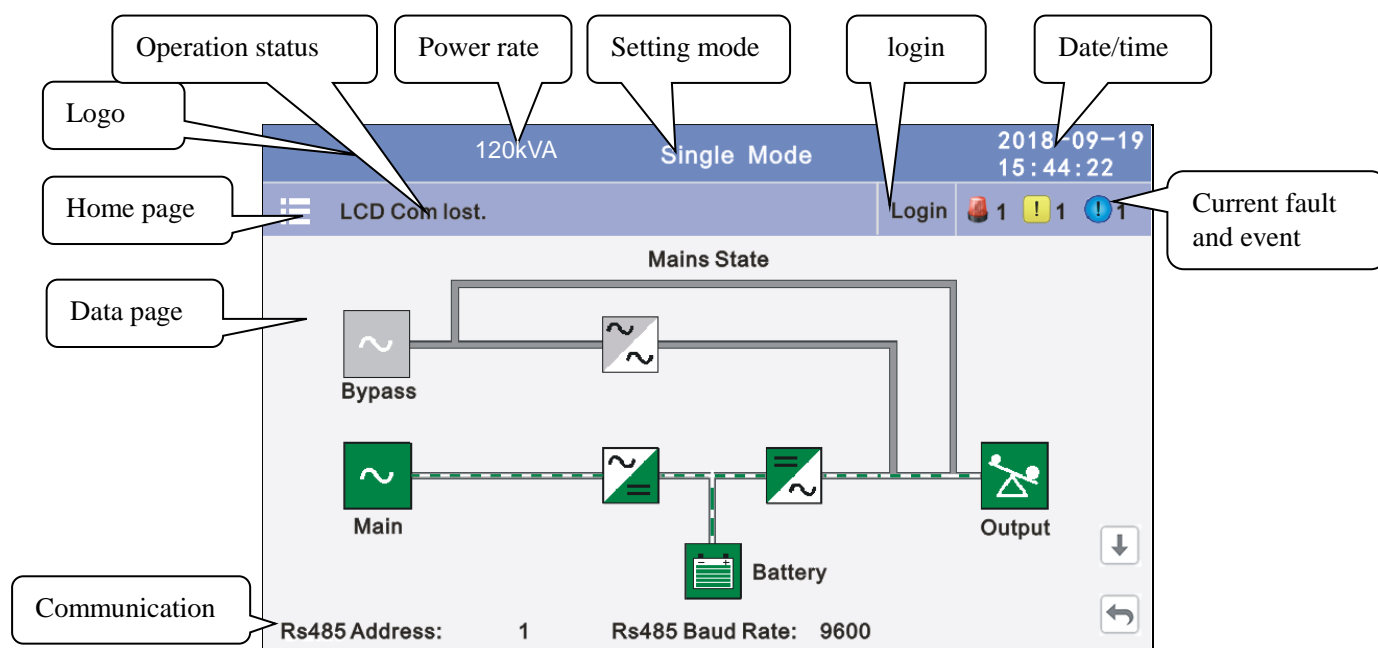 Operation status
Power rate
Setting mode
login
Date/time
Logo
120kVA
Single Mode
2018-09-19
15:44:22
Home page
LCD Com lost.
Login
1
!
1
!
1
Current fault
and event
Mains State
Data page
Bypass
Main
Output
Battery
Communication
Rs485 Address: 1 Rs485 Baud Rate: 9600